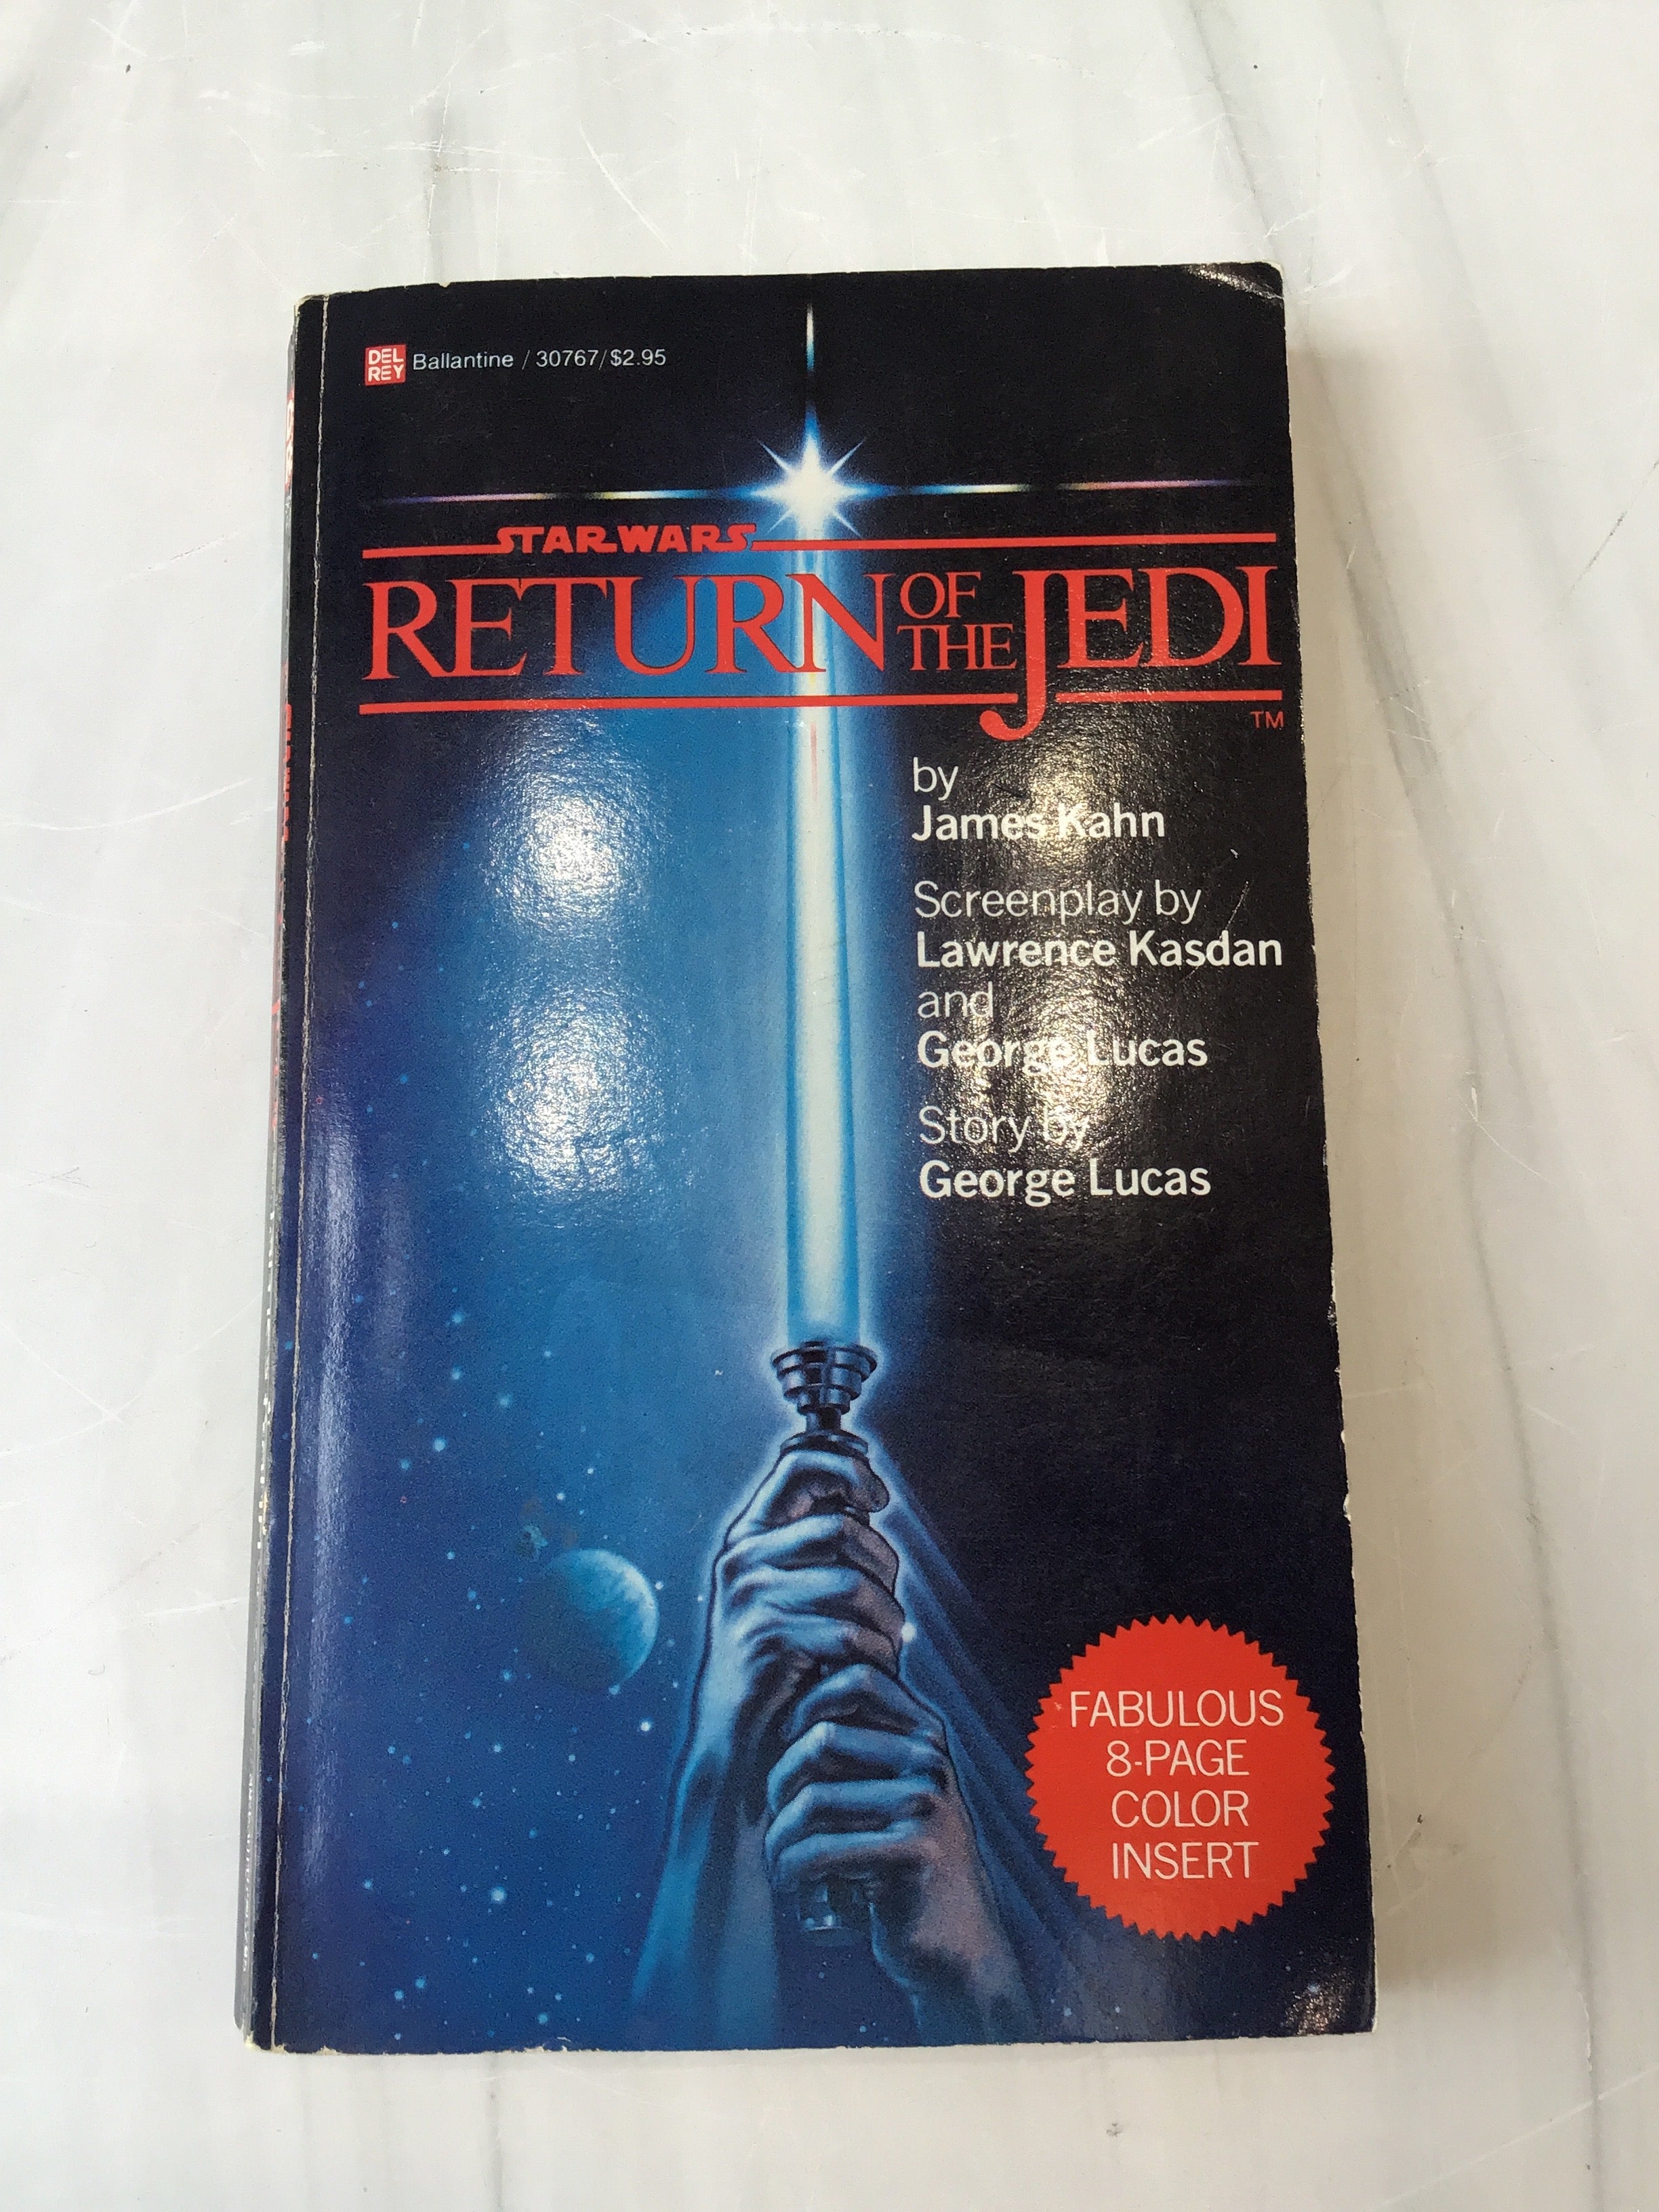 DEL REY Ballantine / 30767/$2.95
STAR WARS
RETURN OF THE JEDI
TM
by
James Kahn
Screenplay by
Lawrence Kasdan
and
George Lucas
Story by
George Lucas
FABULOUS
8-PAGE
COLOR
INSERT